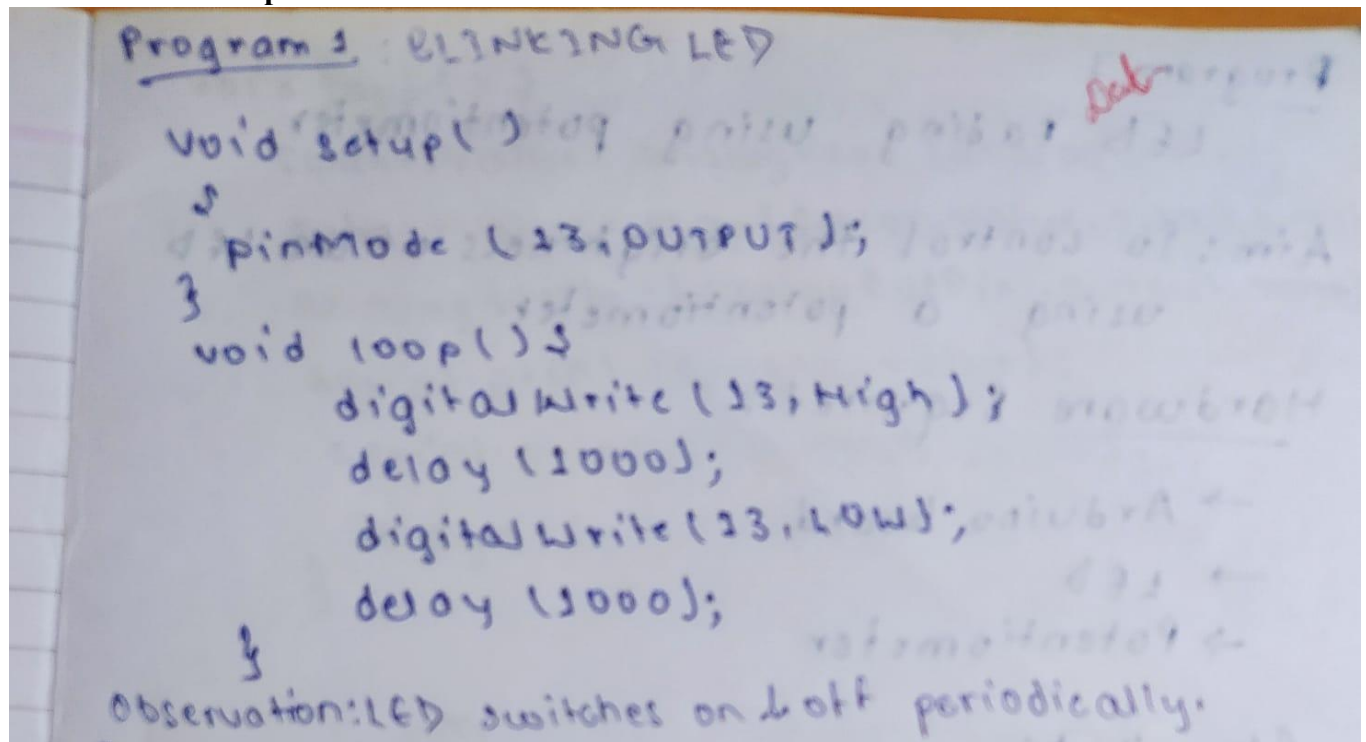 Program 1 : BLINKING LED
void setup()
{
pinMode (13, OUTPUT);
}
void loop() {
digitalWrite (13, High);
delay (1000);
digitalWrite (13, LOW);
delay (1000);
}
Observation: LED switches on & off periodically.